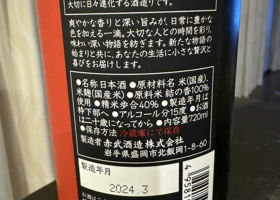 大切に日々進化する酒造りです。
爽やかな香りと深い旨みが、日常に豊かな
色を加える一滴。大切な人との時間を彩り、
味わい深い物語を紡ぎます。新たな物語の
始まりと共に、あなたの生活に小さな贅沢と
喜びをお届けします。
●名称日本酒 ●原材料名 米(国産)、
米麹(国産米) ●原料米 結の香100%
使用 ●精米歩合40% ●製造年月は
枠下部へ ●アルコール分15度 ●お酒
は二十歳になってから ●内容量720ml
●保存方法 冷蔵庫にて保存
製造者 赤武酒造株式会社
岩手県盛岡市北飯岡1-8-60
製造年月
2024.3
49581